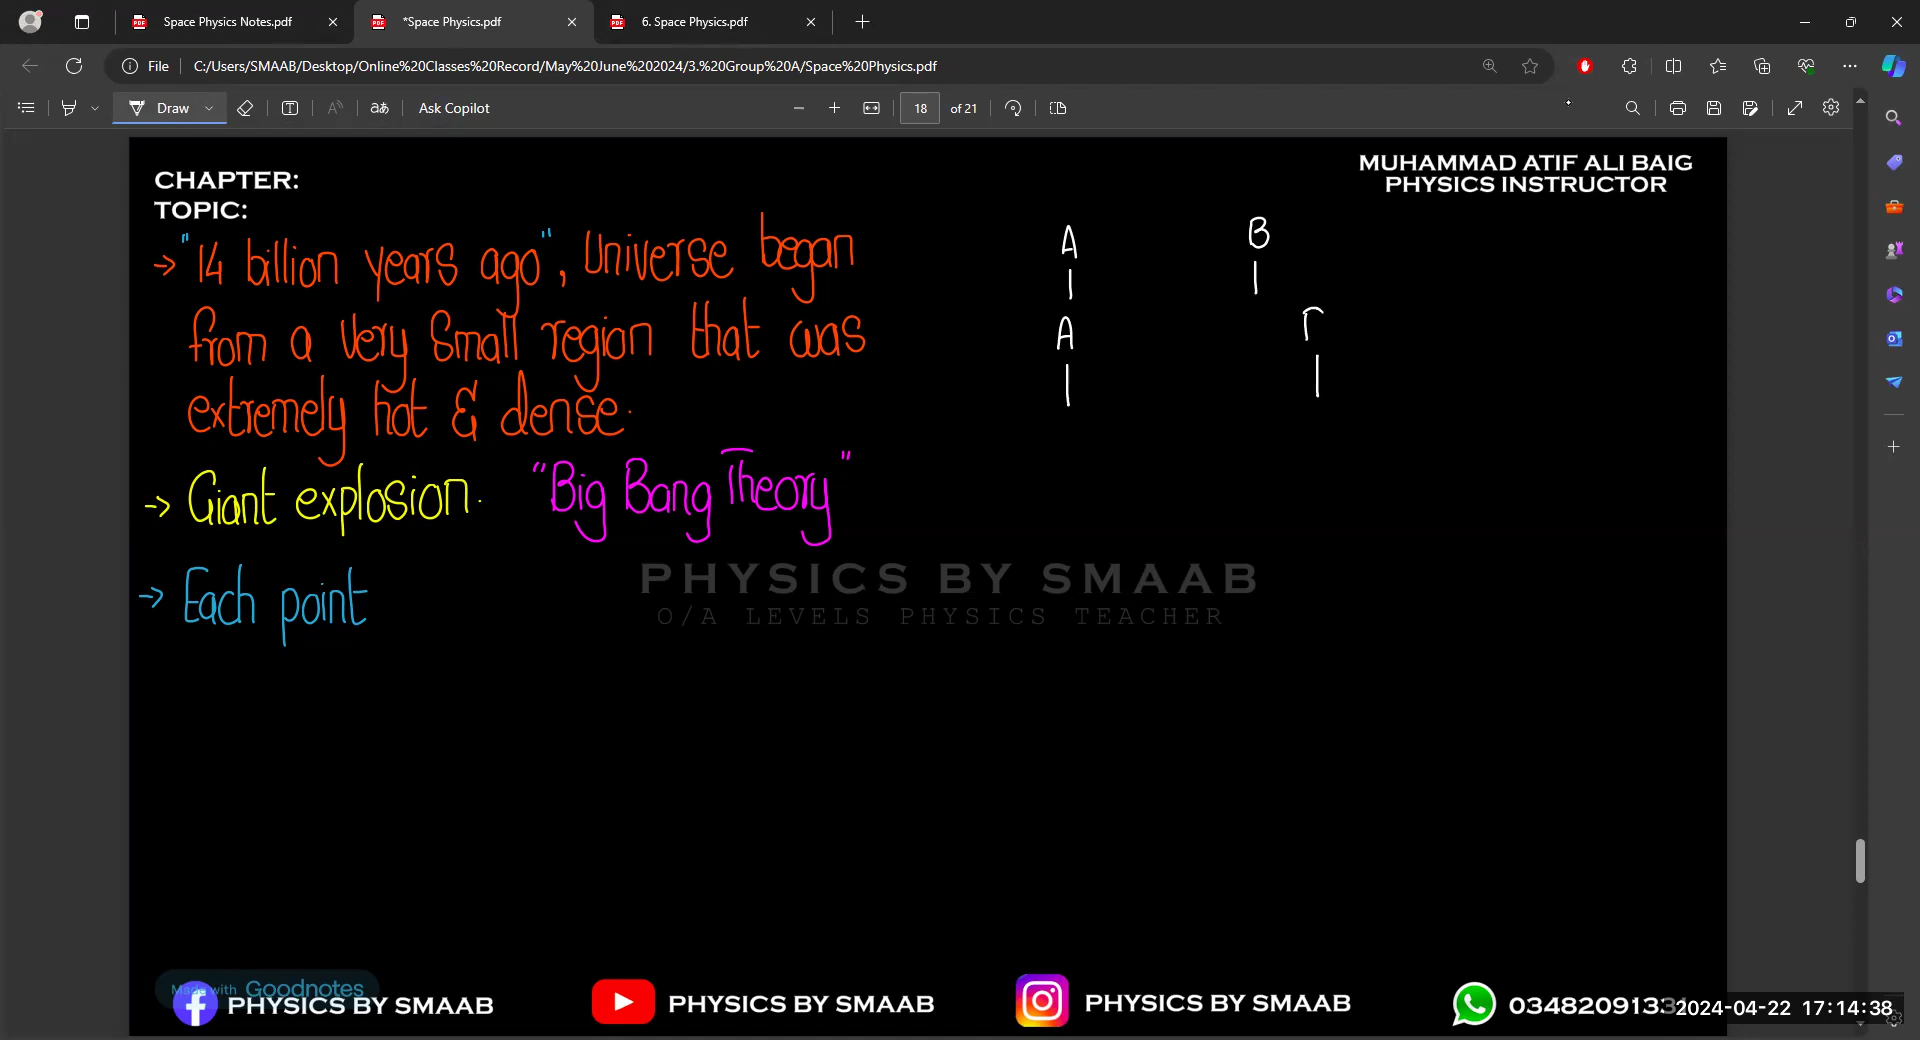 Space Physics Notes.pdf
*Space Physics.pdf
6. Space Physics.pdf
File
C:/Users/SMAAB/Desktop/Online%20Classes%20Record/May%20June%202024/3.%20Group%20A/Space%20Physics.pdf
Draw
aあ
Ask Copilot
18 of 21
CHAPTER:
TOPIC:
MUHAMMAD ATIF ALI BAIG
PHYSICS INSTRUCTOR
→ "14 billion years ago", Universe began
from a very small region that was
extremely hot & dense.
→ Giant explosion. "Big Bang Theory"
→ Each point
A B
A
PHYSICS BY SMAAB
O/A LEVELS PHYSICS TEACHER
Made with Goodnotes
PHYSICS BY SMAAB
PHYSICS BY SMAAB
PHYSICS BY SMAAB
2024-04-22 17:14:38